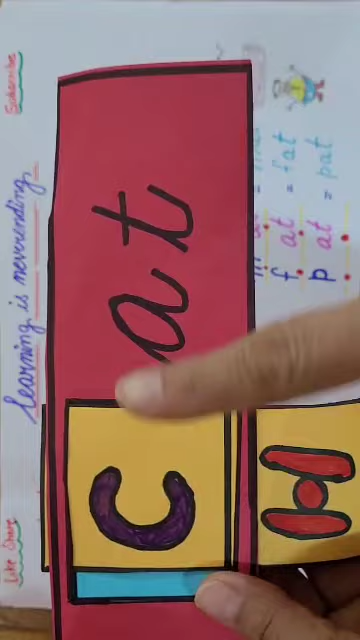 Like Share Subscribe
Learning is neverending
c at
f at = fat
p at = pat